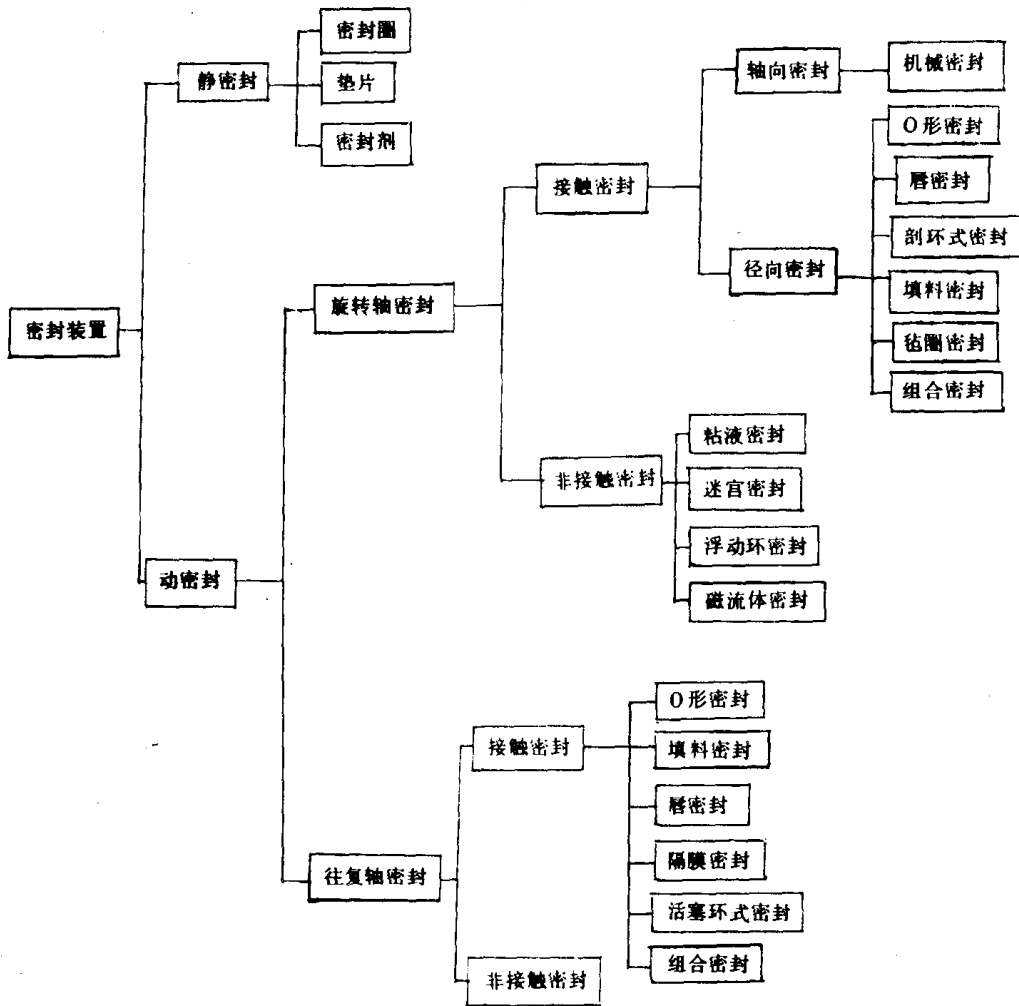 密封装置
静密封
密封圈
垫片
密封剂
动密封
旋转轴密封
接触密封
轴向密封
机械密封
径向密封
O形密封
唇密封
剖环式密封
填料密封
毡圈密封
组合密封
非接触密封
粘液密封
迷宫密封
浮动环密封
磁流体密封
往复轴密封
接触密封
O形密封
填料密封
唇密封
隔膜密封
活塞环式密封
组合密封
非接触密封